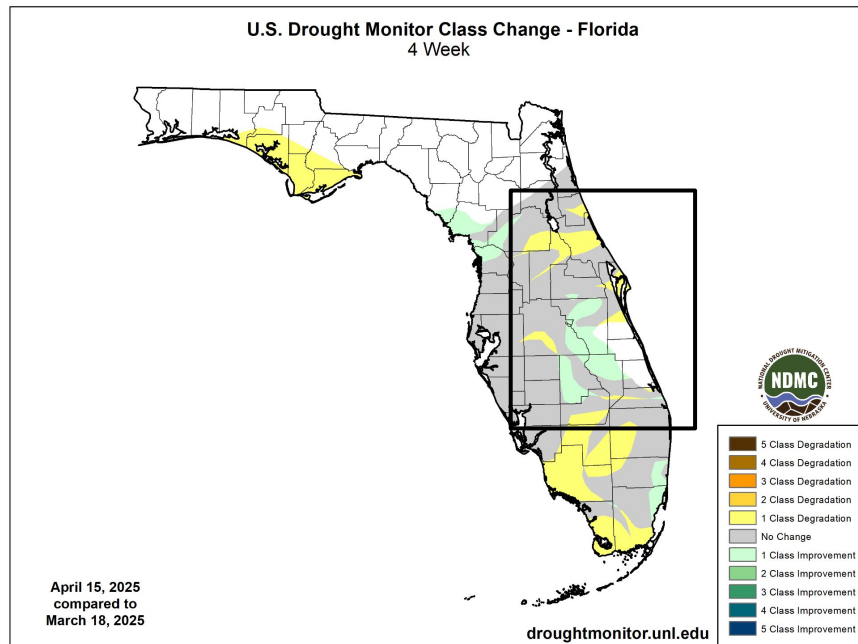 U.S. Drought Monitor Class Change - Florida
4 Week
NATIONAL DROUGHT MITIGATION CENTER
NDMC
UNIVERSITY OF NEBRASKA
5 Class Degradation
4 Class Degradation
3 Class Degradation
2 Class Degradation
1 Class Degradation
No Change
1 Class Improvement
2 Class Improvement
3 Class Improvement
4 Class Improvement
5 Class Improvement
April 15, 2025
compared to
March 18, 2025
droughtmonitor.unl.edu